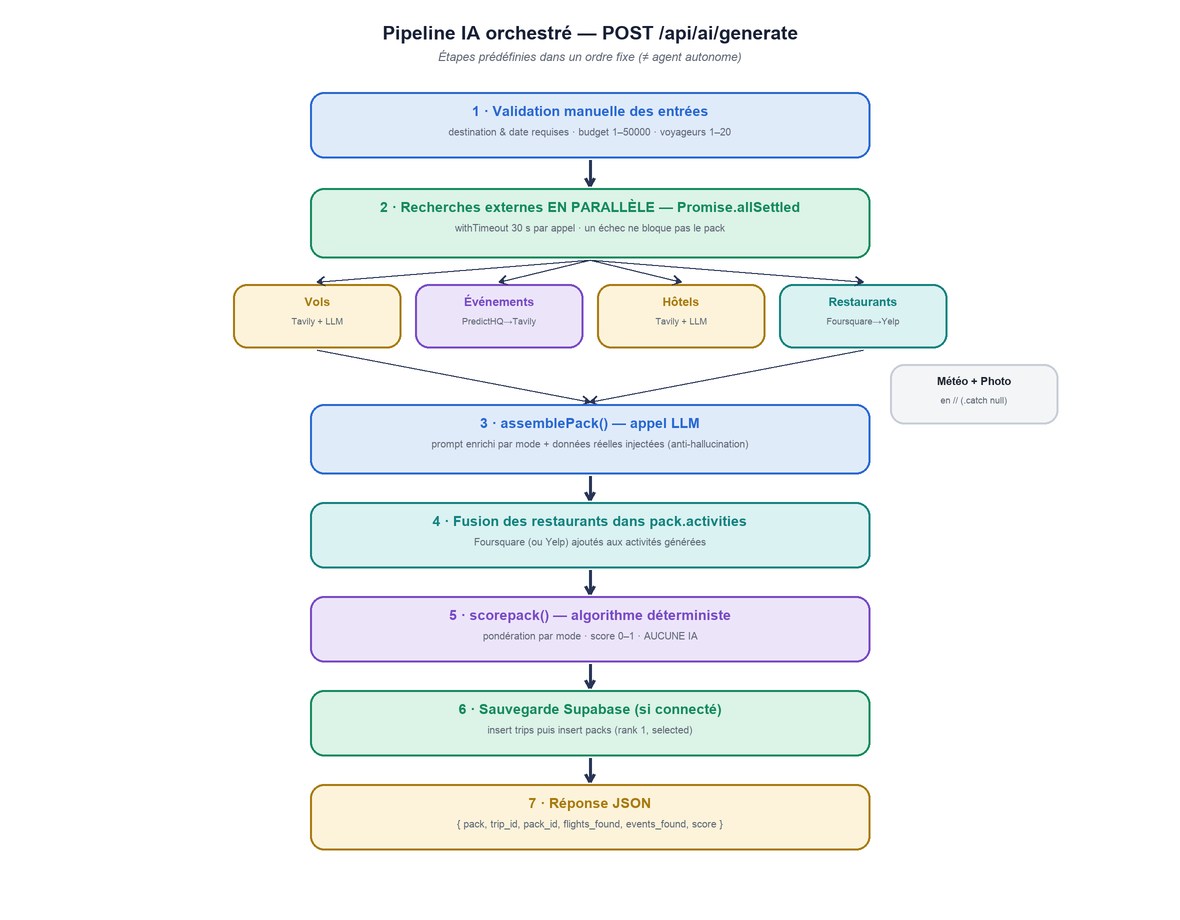 Pipeline IA orchestré — POST /api/ai/generate
Étapes prédéfinies dans un ordre fixe (≠ agent autonome)
1 · Validation manuelle des entrées
destination & date requises · budget 1–50000 · voyageurs 1–20
2 · Recherches externes EN PARALLÈLE — Promise.allSettled
withTimeout 30 s par appel · un échec ne bloque pas le pack
Vols
Tavily + LLM
Événements
PredictHQ→Tavily
Hôtels
Tavily + LLM
Restaurants
Foursquare→Yelp
Météo + Photo
en // (.catch null)
3 · assemblePack() — appel LLM
prompt enrichi par mode + données réelles injectées (anti-hallucination)
4 · Fusion des restaurants dans pack.activities
Foursquare (ou Yelp) ajoutés aux activités générées
5 · scorepack() — algorithme déterministe
pondération par mode · score 0–1 · AUCUNE IA
6 · Sauvegarde Supabase (si connecté)
insert trips puis insert packs (rank 1, selected)
7 · Réponse JSON
{ pack, trip_id, pack_id, flights_found, events_found, score }